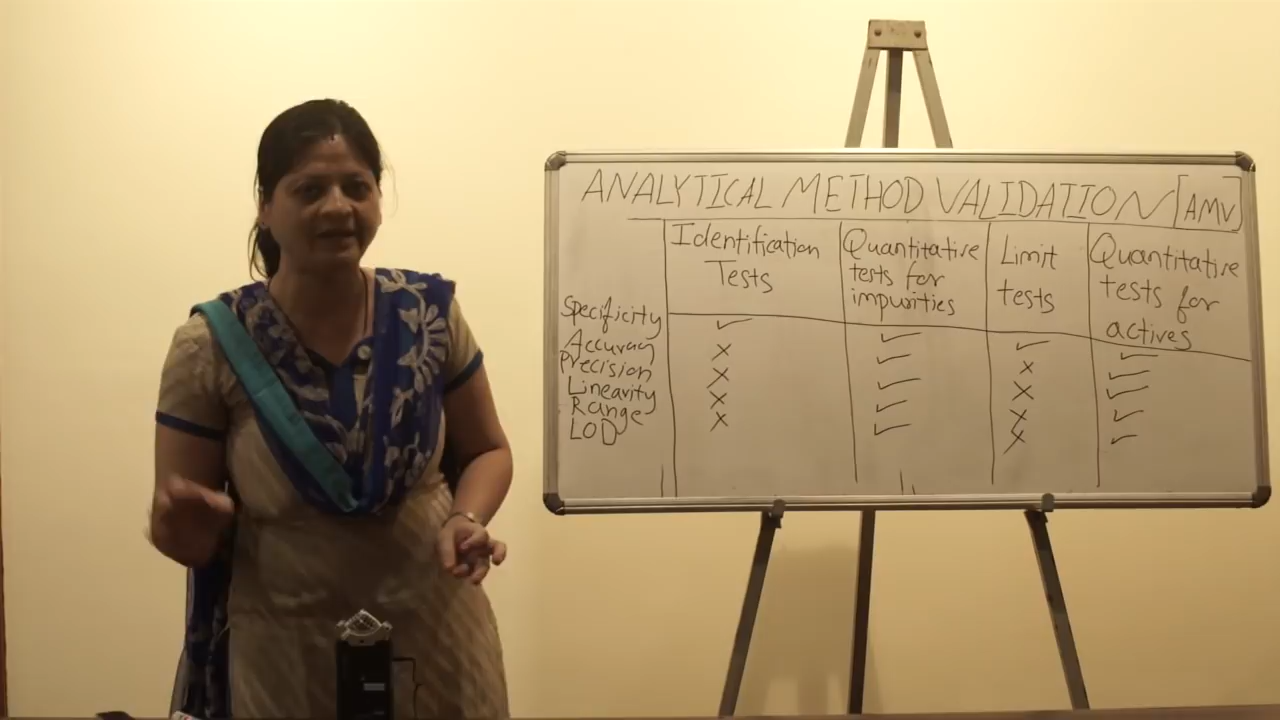 ANALYTICAL METHOD VALIDATION [AMV]
Identification
Tests
Quantitative
tests for
impurities
Limit
tests
Quantitative
tests for
actives
Specificity ✓ ✓ ✓ ✓
Accuracy × ✓ × ✓
Precision × ✓ × ✓
Linearity × ✓ × ✓
Range × ✓ × ✓
LOD